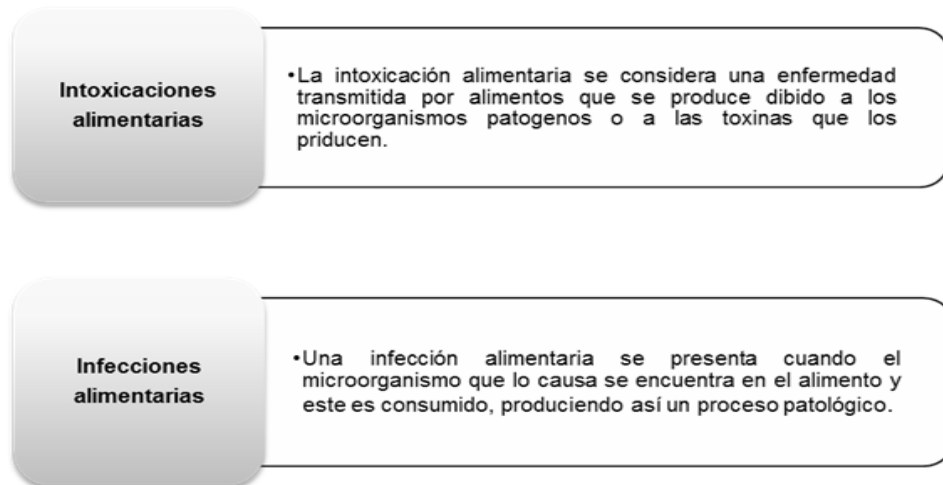 Intoxicaciones
alimentarias
•La intoxicación alimentaria se considera una enfermedad
transmitida por alimentos que se produce dibido a los
microorganismos patogenos o a las toxinas que los
priducen.
Infecciones
alimentarias
•Una infección alimentaria se presenta cuando el
microorganismo que lo causa se encuentra en el alimento y
este es consumido, produciendo así un proceso patológico.